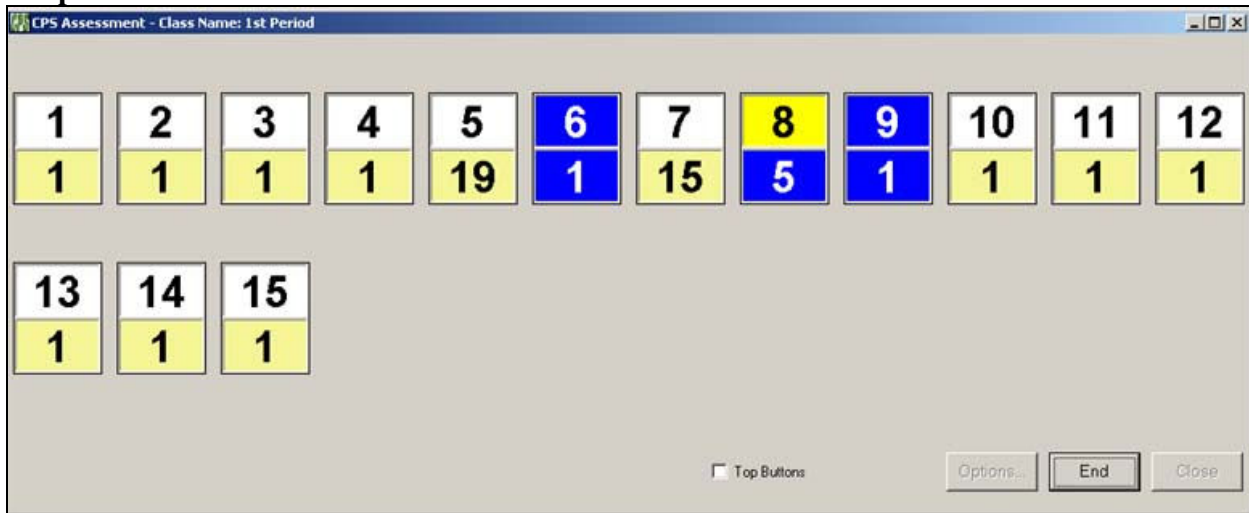 CPS Assessment - Class Name: 1st Period
1 2 3 4 5 6 7 8 9 10 11 12
1 1 1 1 19 1 15 5 1 1 1 1
13 14 15
1 1 1
Top Buttons Options... End Close